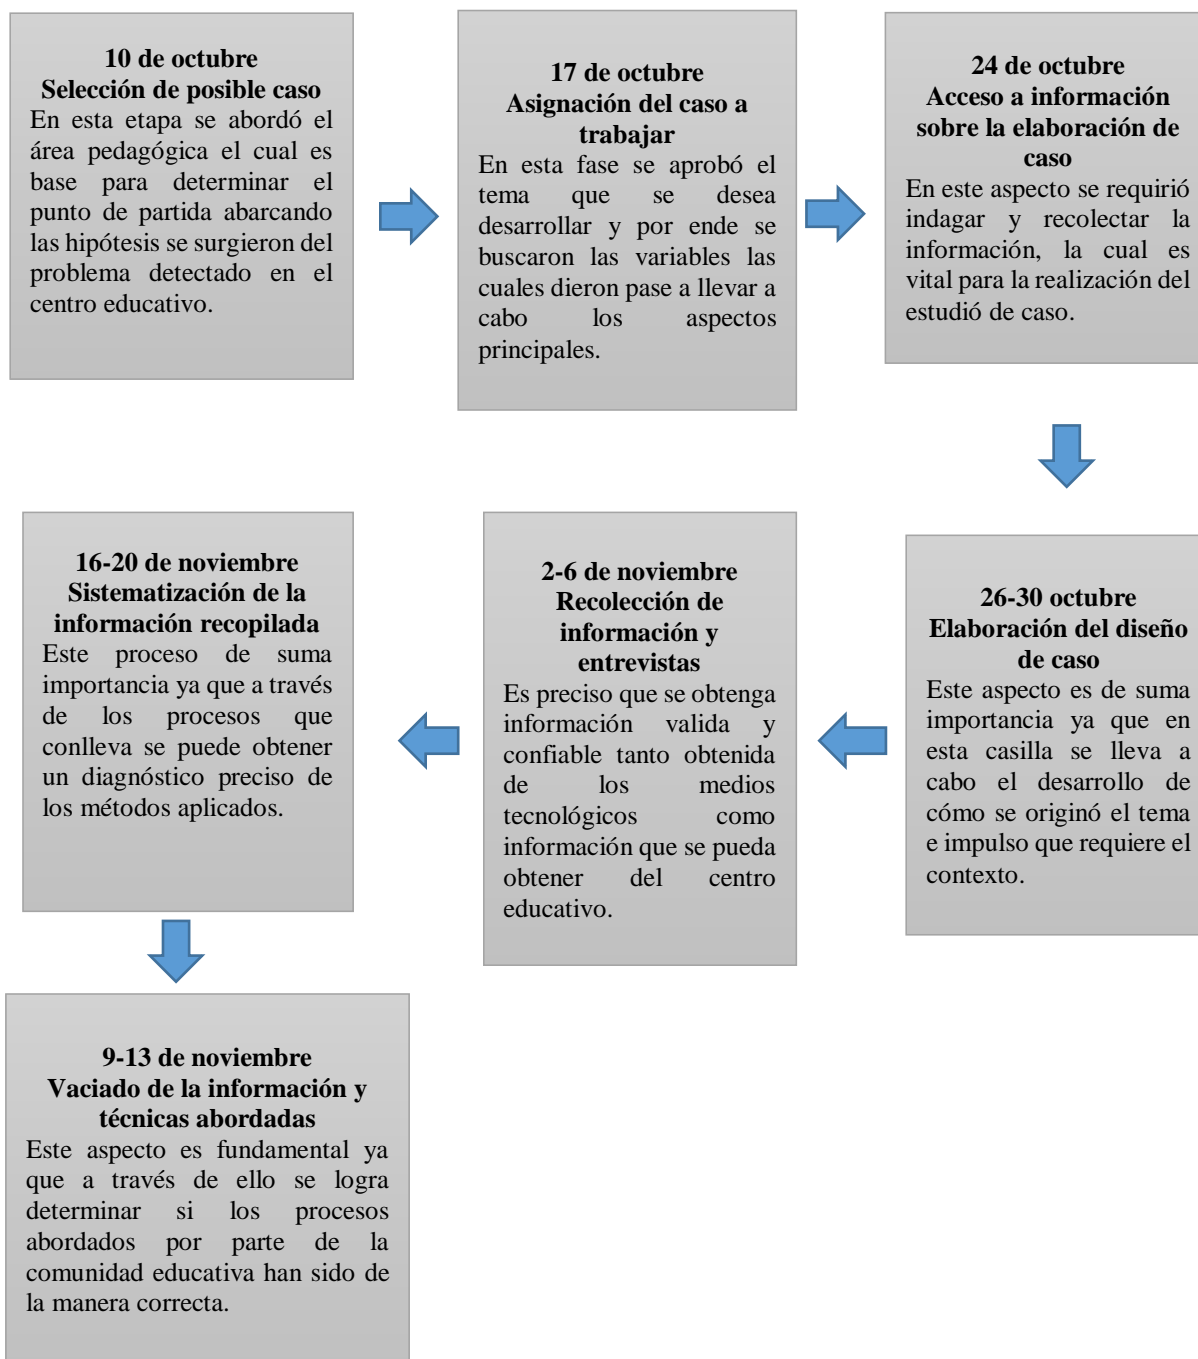 10 de octubre
Selección de posible caso
En esta etapa se abordó el
área pedagógica el cual es
base para determinar el
punto de partida abarcando
las hipótesis se surgieron del
problema detectado en el
centro educativo.
17 de octubre
Asignación del caso a
trabajar
En esta fase se aprobó el
tema que se desea
desarrollar y por ende se
buscaron las variables las
cuales dieron pase a llevar a
cabo los aspectos
principales.
24 de octubre
Acceso a información
sobre la elaboración de
caso
En este aspecto se requirió
indagar y recolectar la
información, la cual es
vital para la realización del
estudió de caso.
26-30 octubre
Elaboración del diseño
de caso
Este aspecto es de suma
importancia ya que en
esta casilla se lleva a
cabo el desarrollo de
cómo se originó el tema
e impulso que requiere el
contexto.
2-6 de noviembre
Recolección de
información y
entrevistas
Es preciso que se obtenga
información valida y
confiable tanto obtenida
de los medios
tecnológicos como
información que se pueda
obtener del centro
educativo.
16-20 de noviembre
Sistematización de la
información recopilada
Este proceso de suma
importancia ya que a través
de los procesos que
conlleva se puede obtener
un diagnóstico preciso de
los métodos aplicados.
9-13 de noviembre
Vaciado de la información y
técnicas abordadas
Este aspecto es fundamental ya
que a través de ello se logra
determinar si los procesos
abordados por parte de la
comunidad educativa han sido de
la manera correcta.